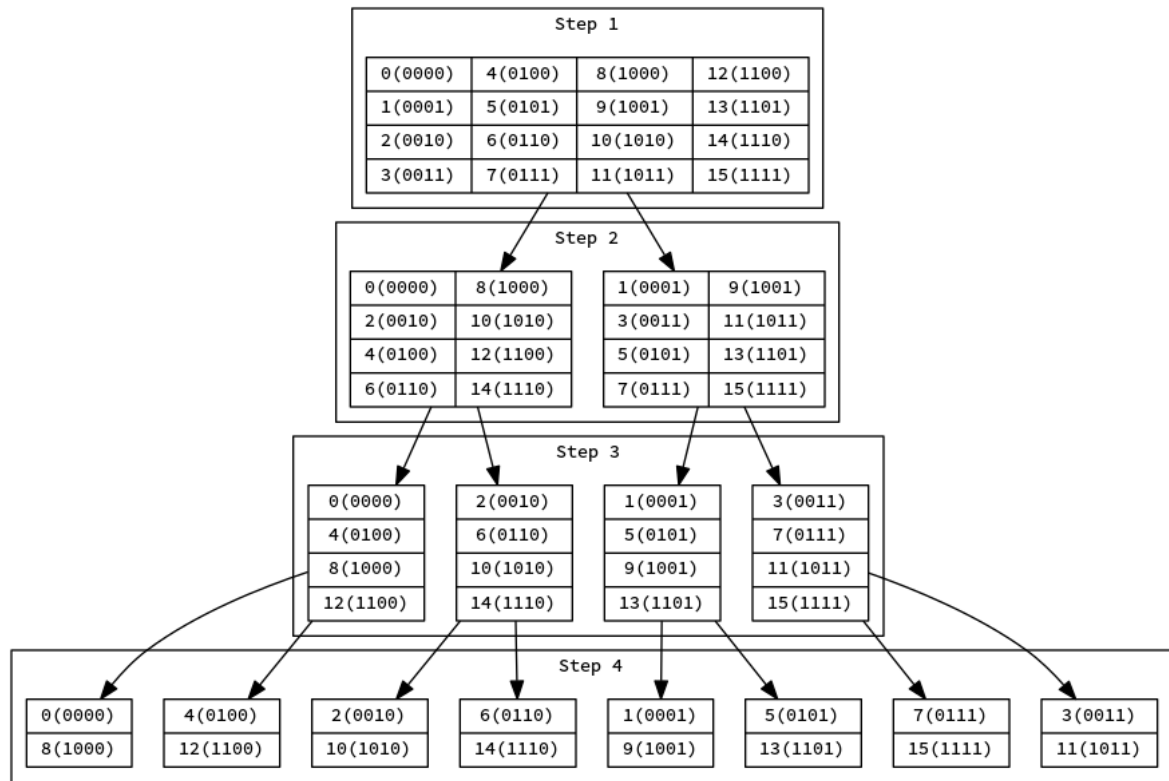 Step 1
0(0000) 4(0100) 8(1000) 12(1100)
1(0001) 5(0101) 9(1001) 13(1101)
2(0010) 6(0110) 10(1010) 14(1110)
3(0011) 7(0111) 11(1011) 15(1111)
Step 2
0(0000) 8(1000) 1(0001) 9(1001)
2(0010) 10(1010) 3(0011) 11(1011)
4(0100) 12(1100) 5(0101) 13(1101)
6(0110) 14(1110) 7(0111) 15(1111)
Step 3
0(0000) 2(0010) 1(0001) 3(0011)
4(0100) 6(0110) 5(0101) 7(0111)
8(1000) 10(1010) 9(1001) 11(1011)
12(1100) 14(1110) 13(1101) 15(1111)
Step 4
0(0000) 4(0100) 2(0010) 6(0110) 1(0001) 5(0101) 7(0111) 3(0011)
8(1000) 12(1100) 10(1010) 14(1110) 9(1001) 13(1101) 15(1111) 11(1011)